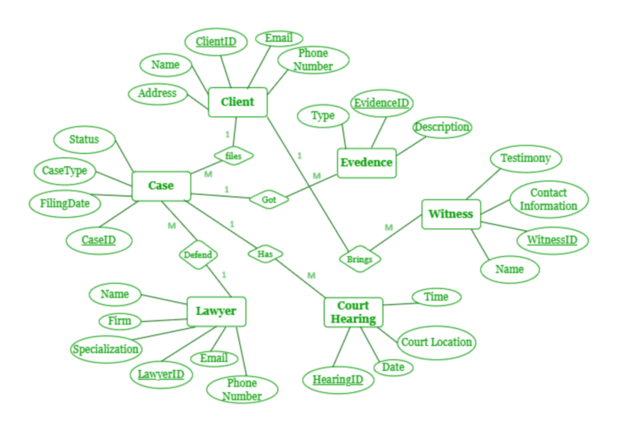 ClientID
Email
Phone
Number
Name
Address
Client
EvidenceID
Type
Description
Evedence
Status
CaseType
FilingDate
CaseID
Case
1
files
M
1
Got
M
1
Testimony
Contact
Information
WitnessID
Name
Witness
M
Brings
M
Defend
1
1
Has
M
Name
Firm
Specialization
LawyerID
Email
Phone
Number
Lawyer
Court
Hearing
Time
Court Location
Date
HearingID